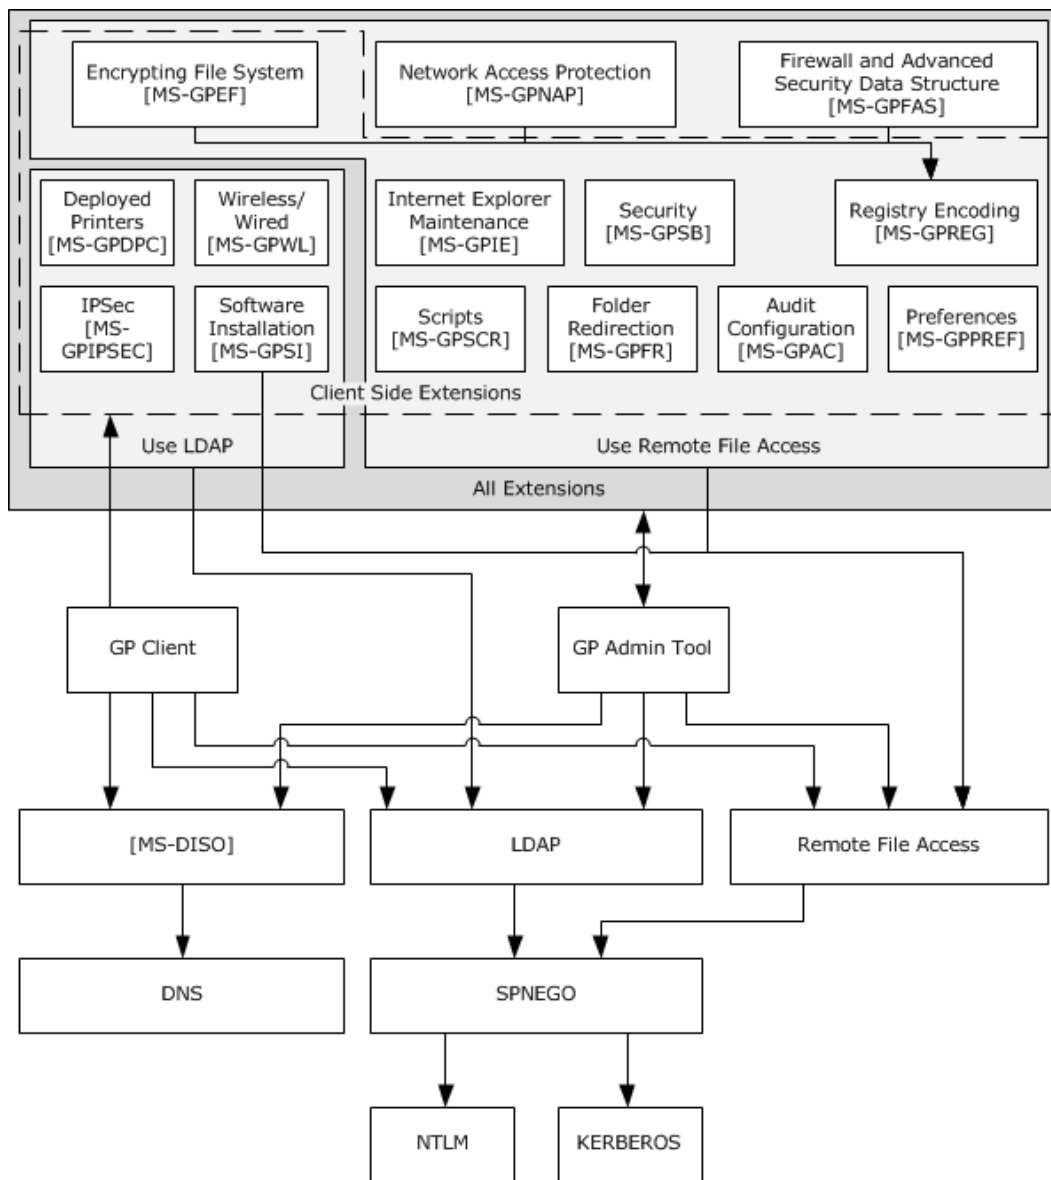 Encrypting File System
[MS-GPEF]
Network Access Protection
[MS-GPNAP]
Firewall and Advanced
Security Data Structure
[MS-GPFAS]
Deployed
Printers
[MS-GPDPC]
Wireless/
Wired
[MS-GPWL]
Internet Explorer
Maintenance
[MS-GPIE]
Security
[MS-GPSB]
Registry Encoding
[MS-GPREG]
IPSec
[MS-
GPIPSEC]
Software
Installation
[MS-GPSI]
Scripts
[MS-GPSCR]
Folder
Redirection
[MS-GPFR]
Audit
Configuration
[MS-GPAC]
Preferences
[MS-GPPREF]
Client Side Extensions
Use LDAP
Use Remote File Access
All Extensions
GP Client
GP Admin Tool
[MS-DISO]
LDAP
Remote File Access
DNS
SPNEGO
NTLM
KERBEROS